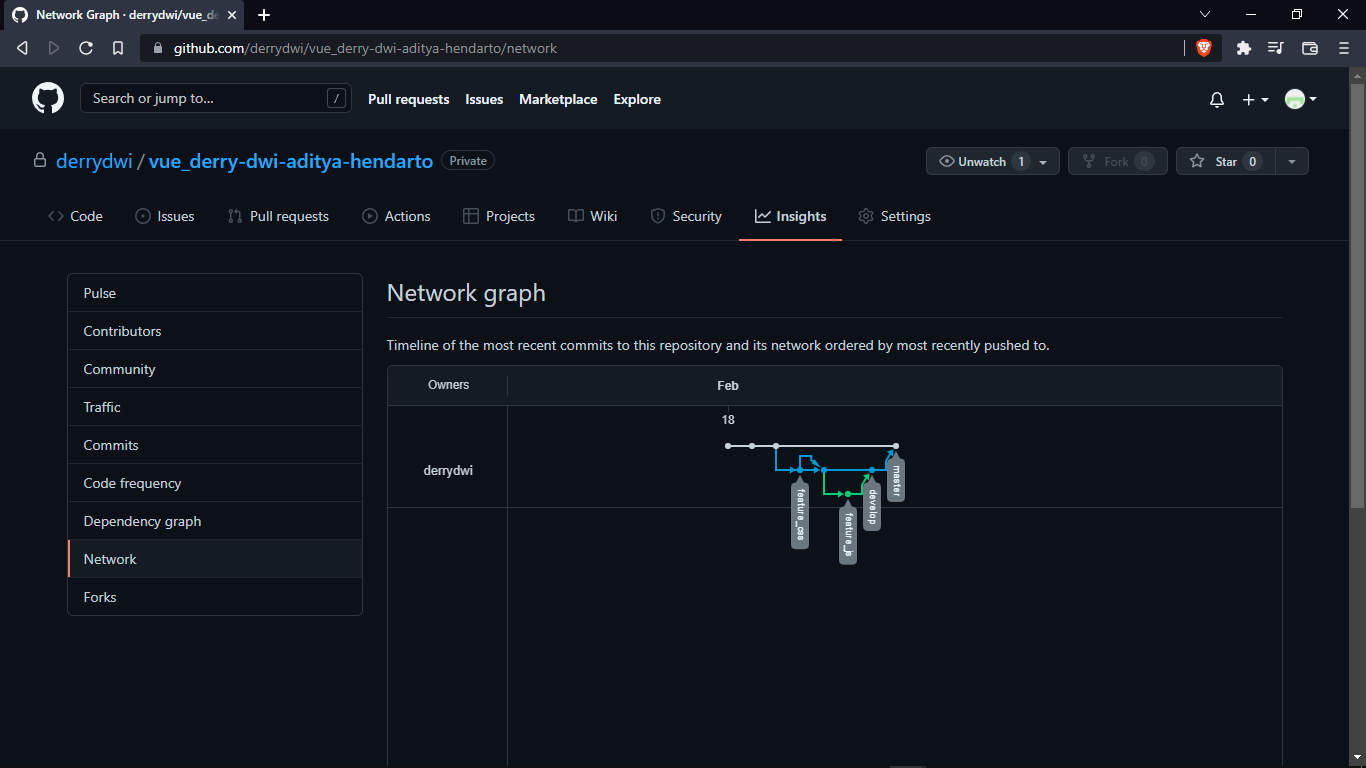 Network Graph · derrydwi/vue_de
github.com/derrydwi/vue_derry-dwi-aditya-hendarto/network
Search or jump to... /
Pull requests Issues Marketplace Explore
derrydwi / vue_derry-dwi-aditya-hendarto Private
Unwatch 1 Fork 0 Star 0
Code Issues Pull requests Actions Projects Wiki Security Insights Settings
Pulse
Contributors
Community
Traffic
Commits
Code frequency
Dependency graph
Network
Forks
Network graph
Timeline of the most recent commits to this repository and its network ordered by most recently pushed to.
Owners Feb
18
derrydwi
master
develop
feature_css
feature_js